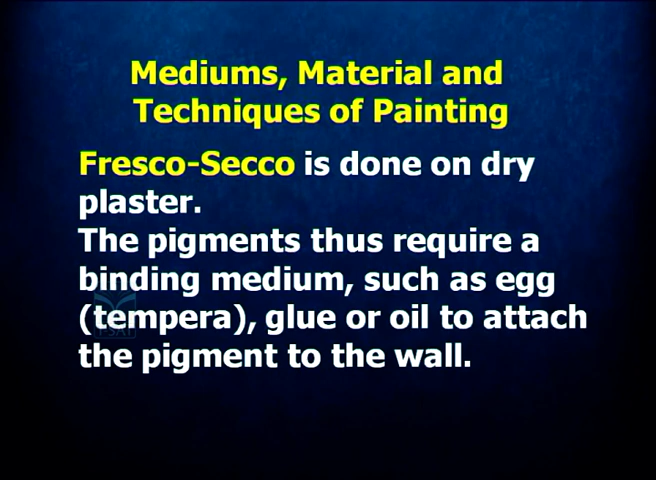 Mediums, Material and
Techniques of Painting
Fresco-Secco is done on dry
plaster.
The pigments thus require a
binding medium, such as egg
(tempera), glue or oil to attach
the pigment to the wall.